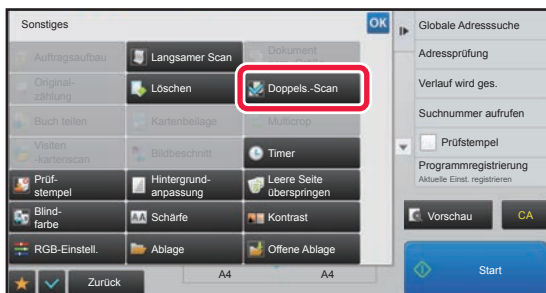 Sonstiges
OK
Auftragsaufbau
Langsamer Scan
Dokument
Original-
zählung
Löschen
Doppels.-Scan
Buch teilen
Kartenbeilage
Multicrop
Visiten
-kartenscan
Bildbeschnitt
Timer
Prüf-
stempel
Hintergrund-
anpassung
Leere Seite
überspringen
Blind-
farbe
AA Schärfe
Kontrast
RGB-Einstell.
Ablage
Offene Ablage
Zurück
A4
A4
Globale Adresssuche
Adressprüfung
Verlauf wird ges.
Suchnummer aufrufen
Prüfstempel
Programmregistrierung
Aktuelle Einst. registrieren
Vorschau
CA
Start